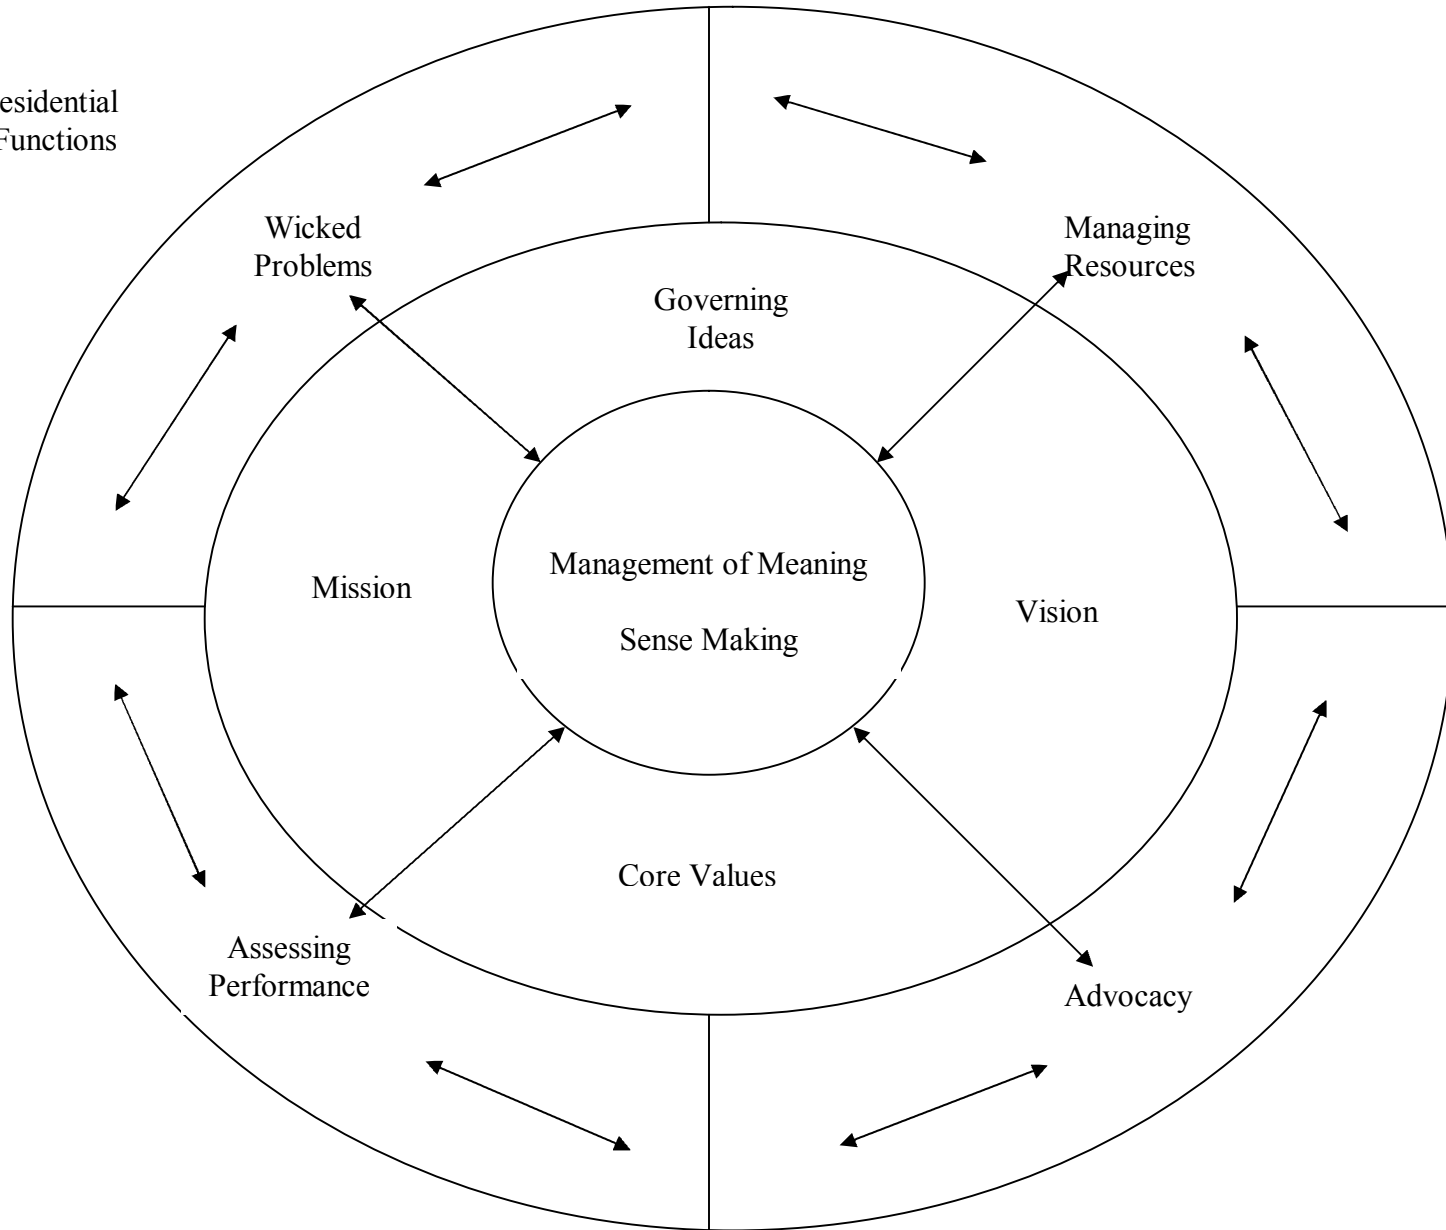 esidential
Functions
Wicked
Problems
Managing
Resources
Governing
Ideas
Management of Meaning
Mission
Vision
Sense Making
Core Values
Assessing
Performance
Advocacy